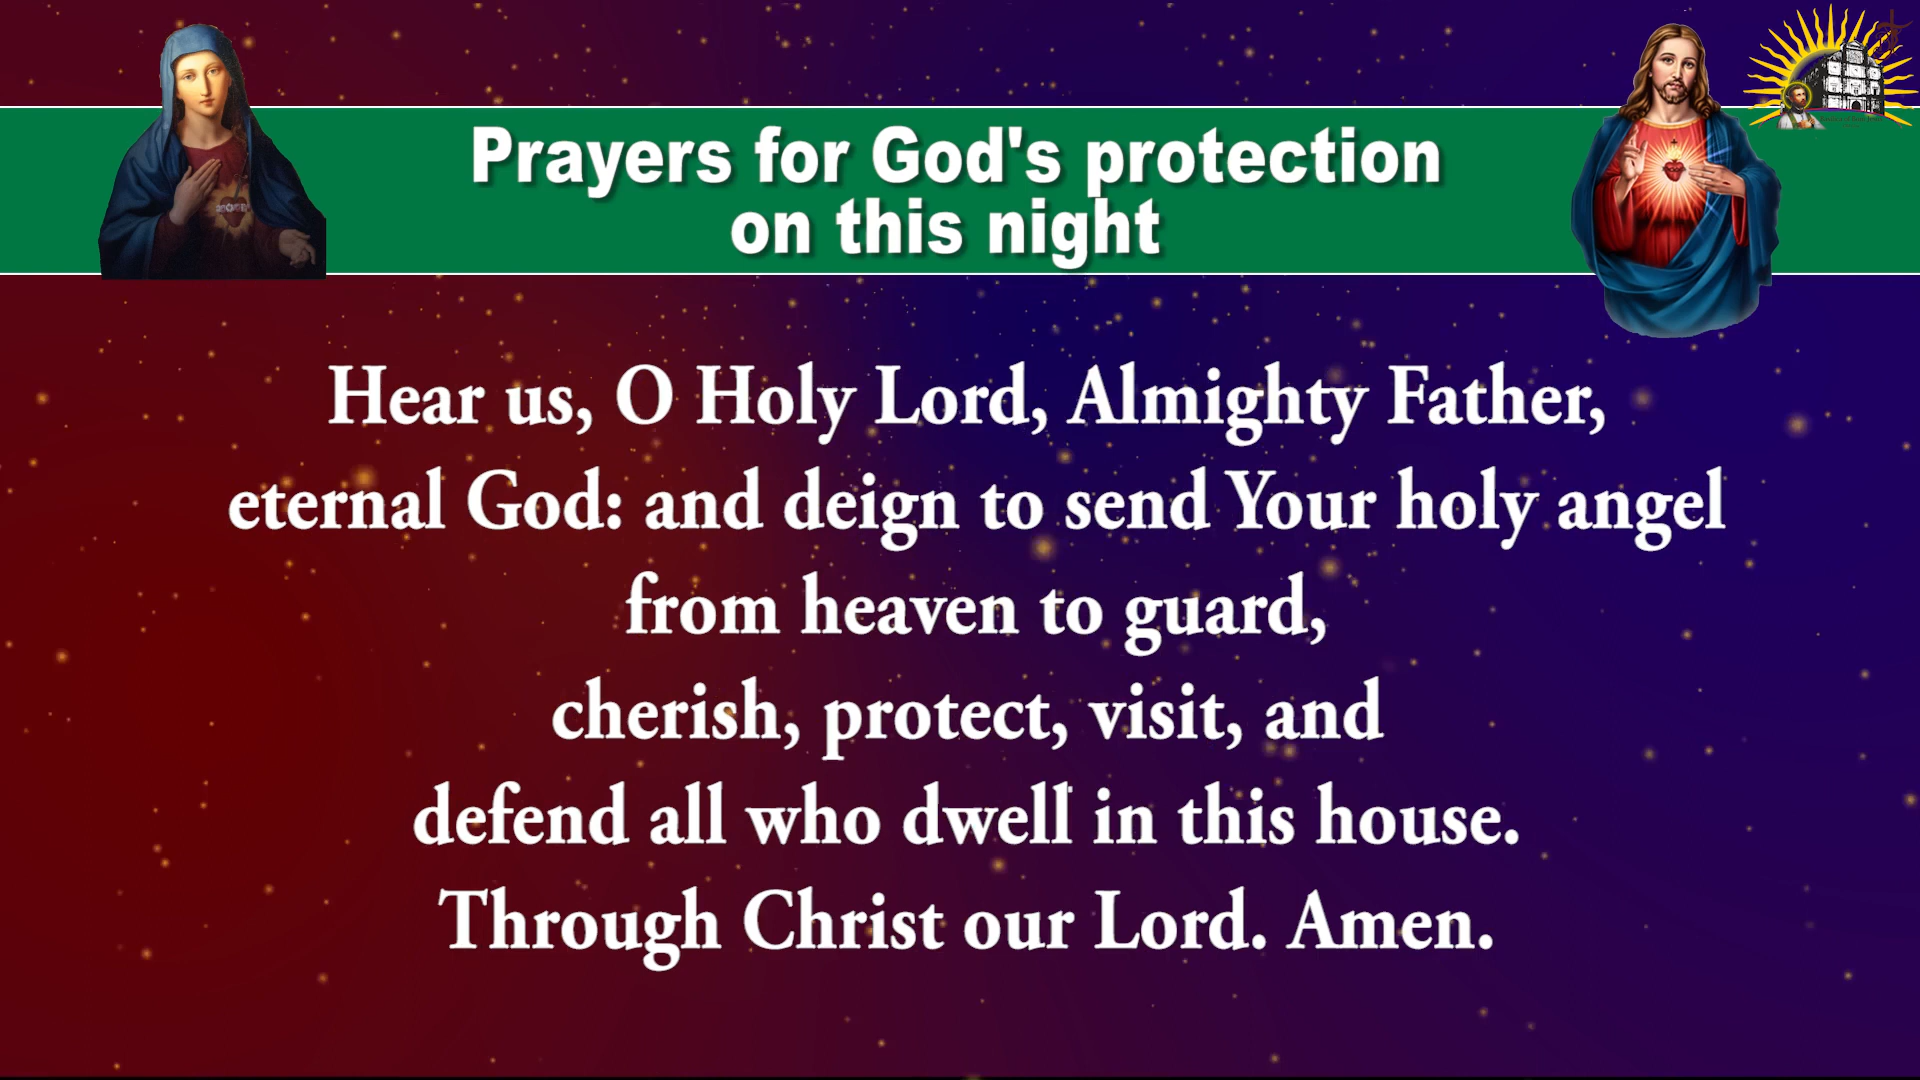 Prayers for God's protection
on this night
Hear us, O Holy Lord, Almighty Father,
eternal God: and deign to send Your holy angel
from heaven to guard,
cherish, protect, visit, and
defend all who dwell in this house.
Through Christ our Lord. Amen.